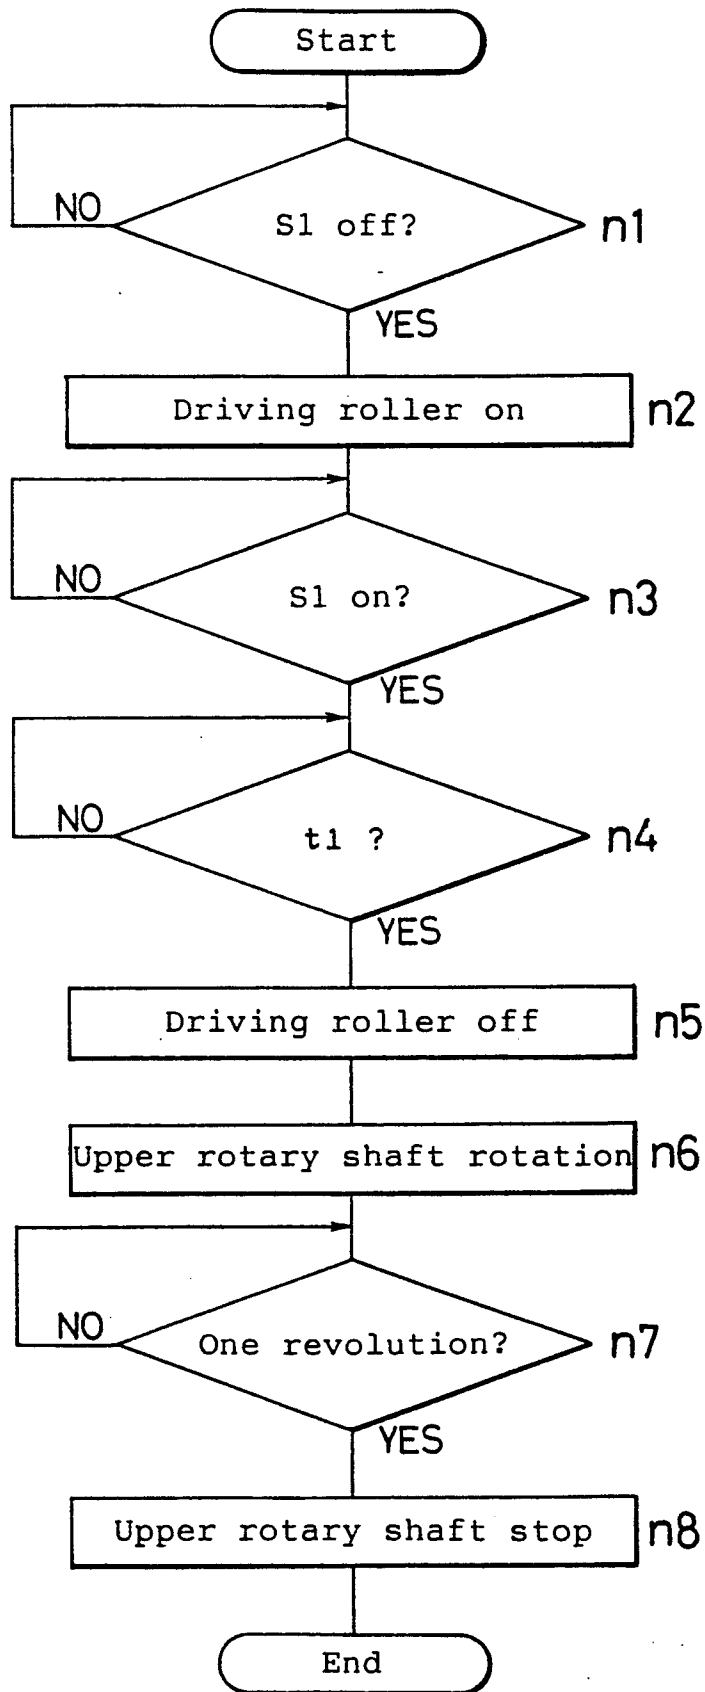 Start
NO
S1 off?
n1
YES
Driving roller on
n2
NO
S1 on?
n3
YES
NO
t1 ?
n4
YES
Driving roller off
n5
Upper rotary shaft rotation
n6
NO
One revolution?
n7
YES
Upper rotary shaft stop
n8
End